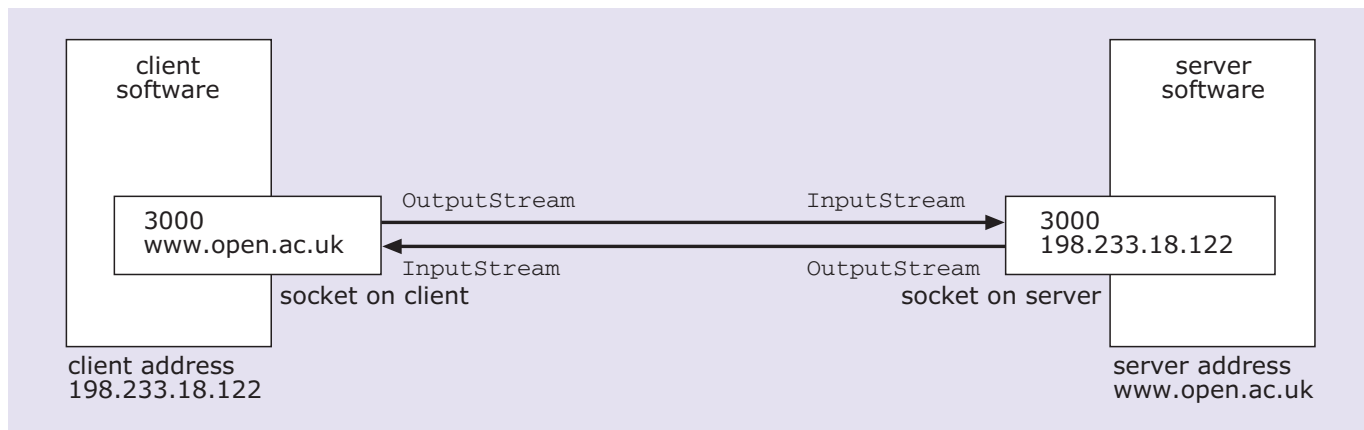 client
software
server
software
OutputStream
InputStream
3000
www.open.ac.uk
3000
198.233.18.122
InputStream
OutputStream
socket on client
socket on server
client address
198.233.18.122
server address
www.open.ac.uk